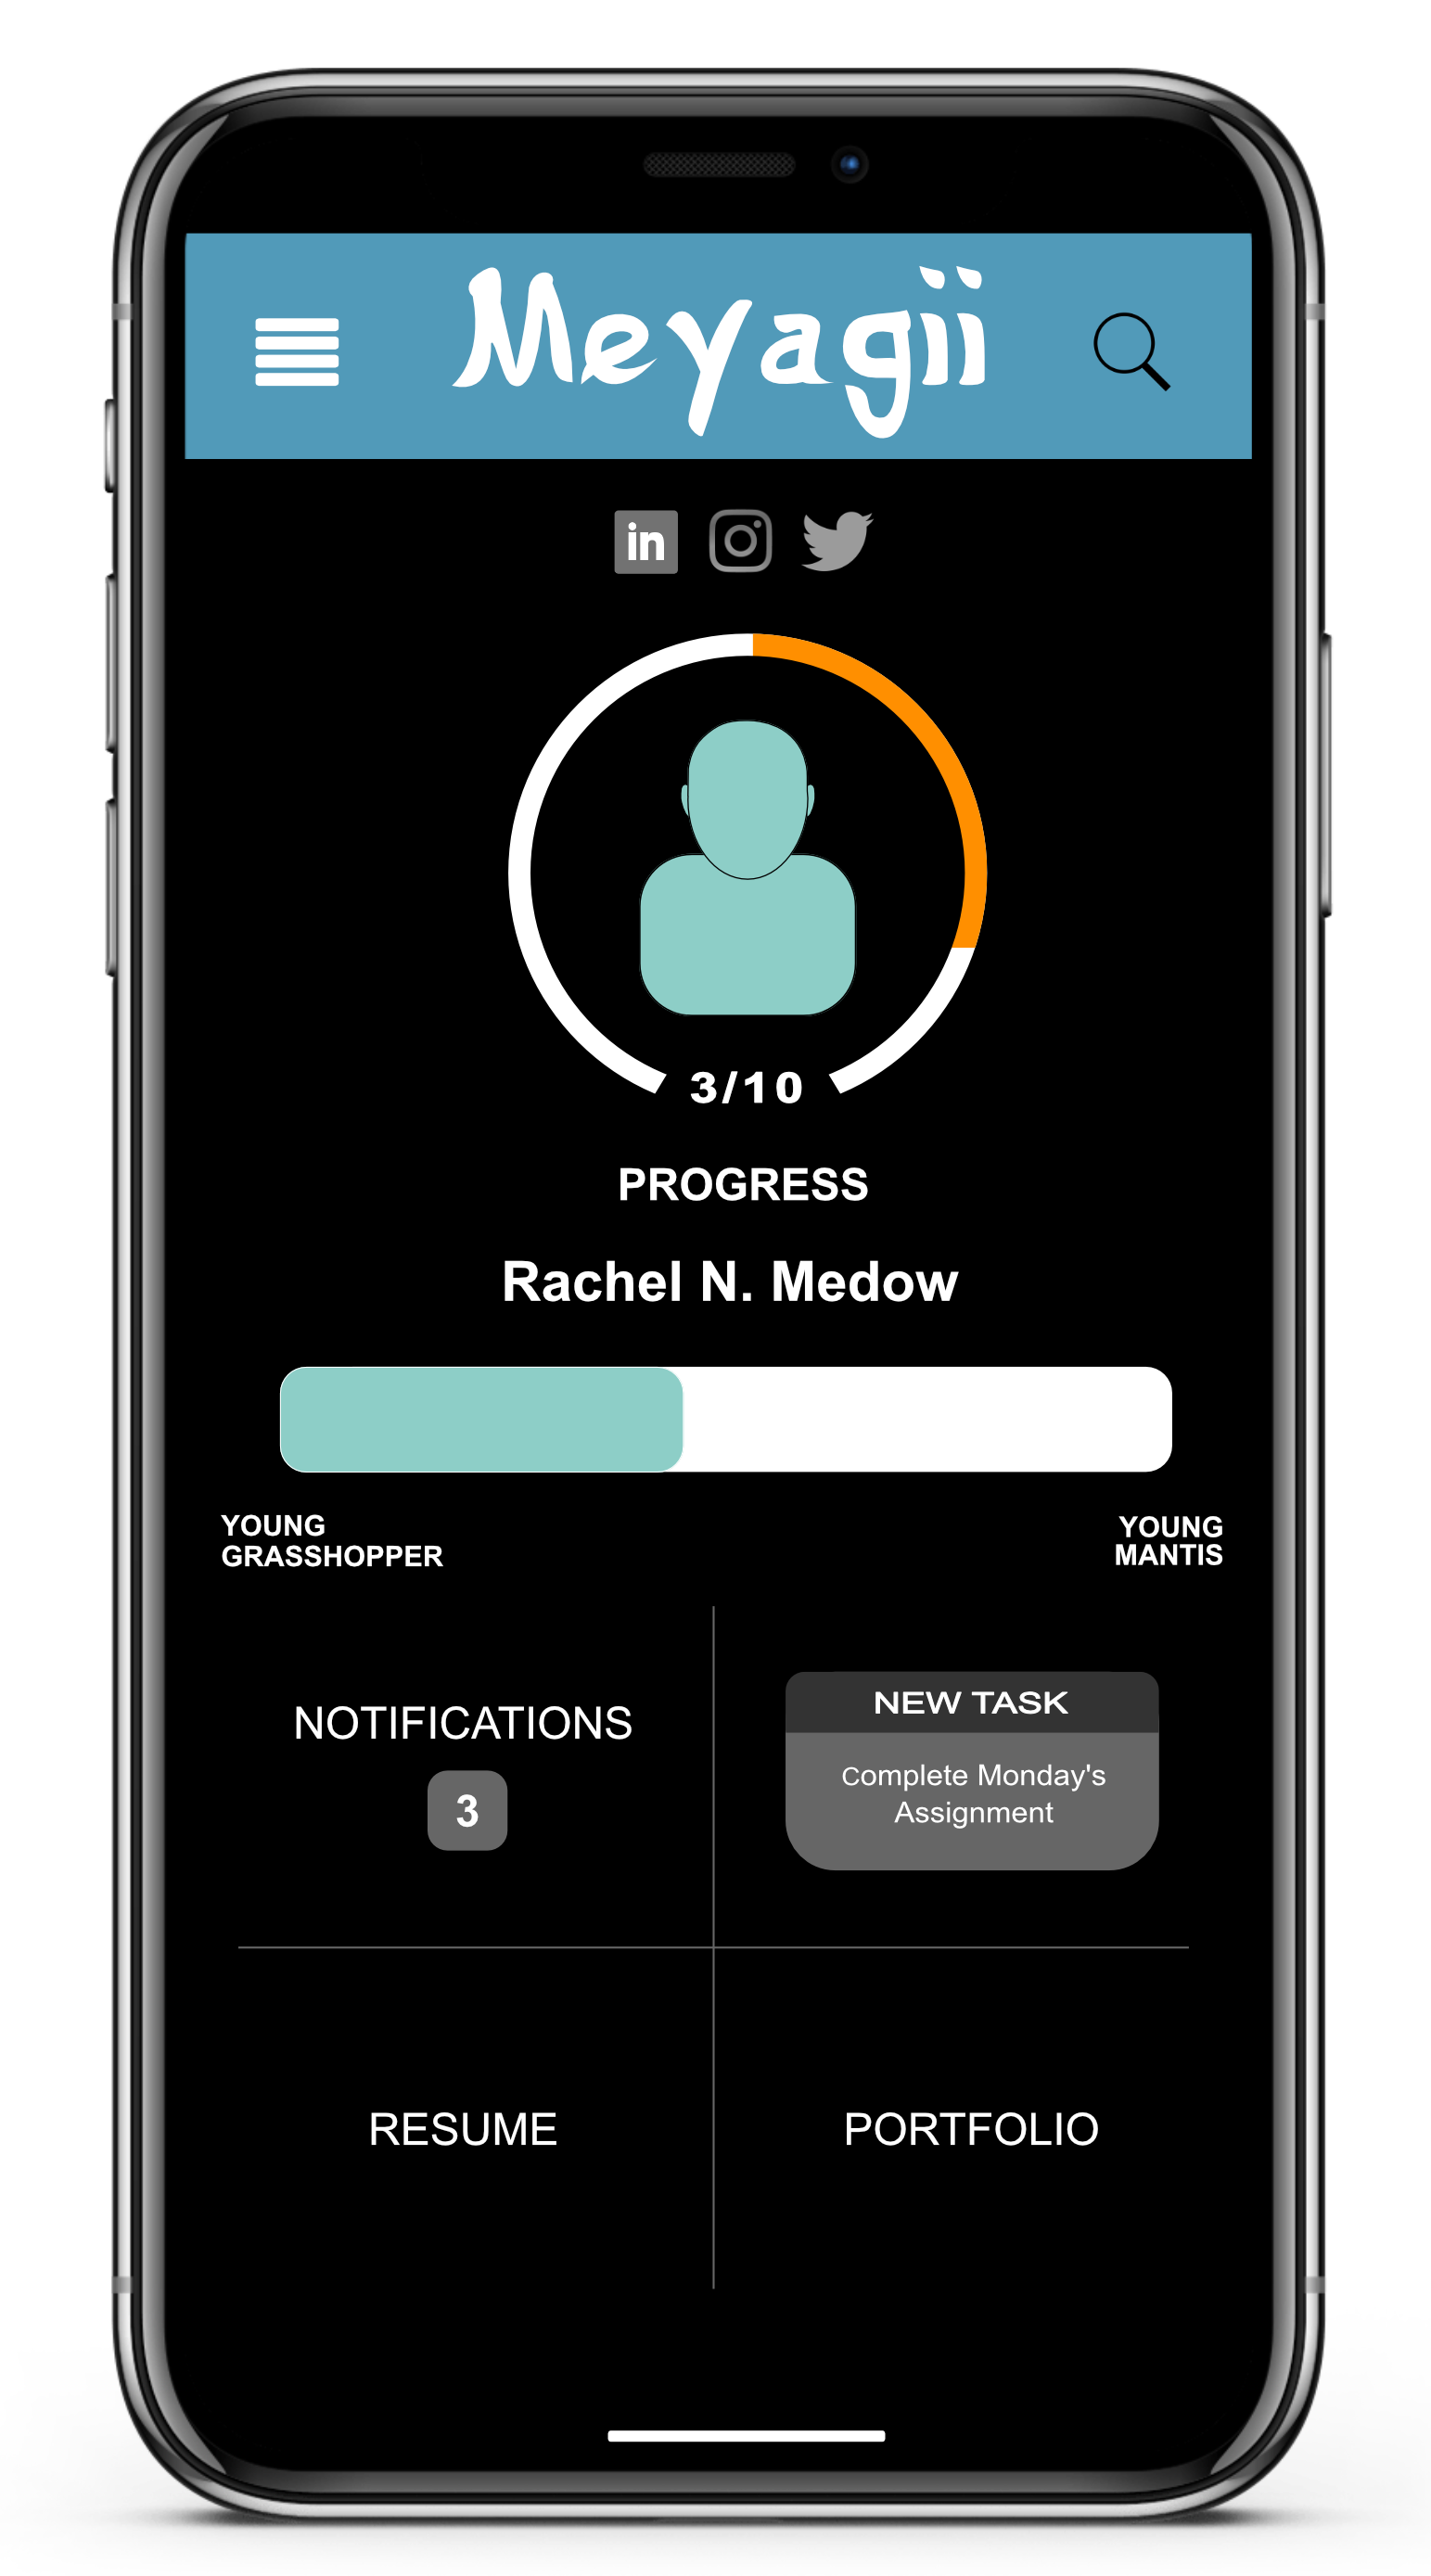 Meyagii
in
3/10
PROGRESS
Rachel N. Medow
YOUNG
GRASSHOPPER
YOUNG
MANTIS
NOTIFICATIONS
3
NEW TASK
Complete Monday's
Assignment
RESUME
PORTFOLIO